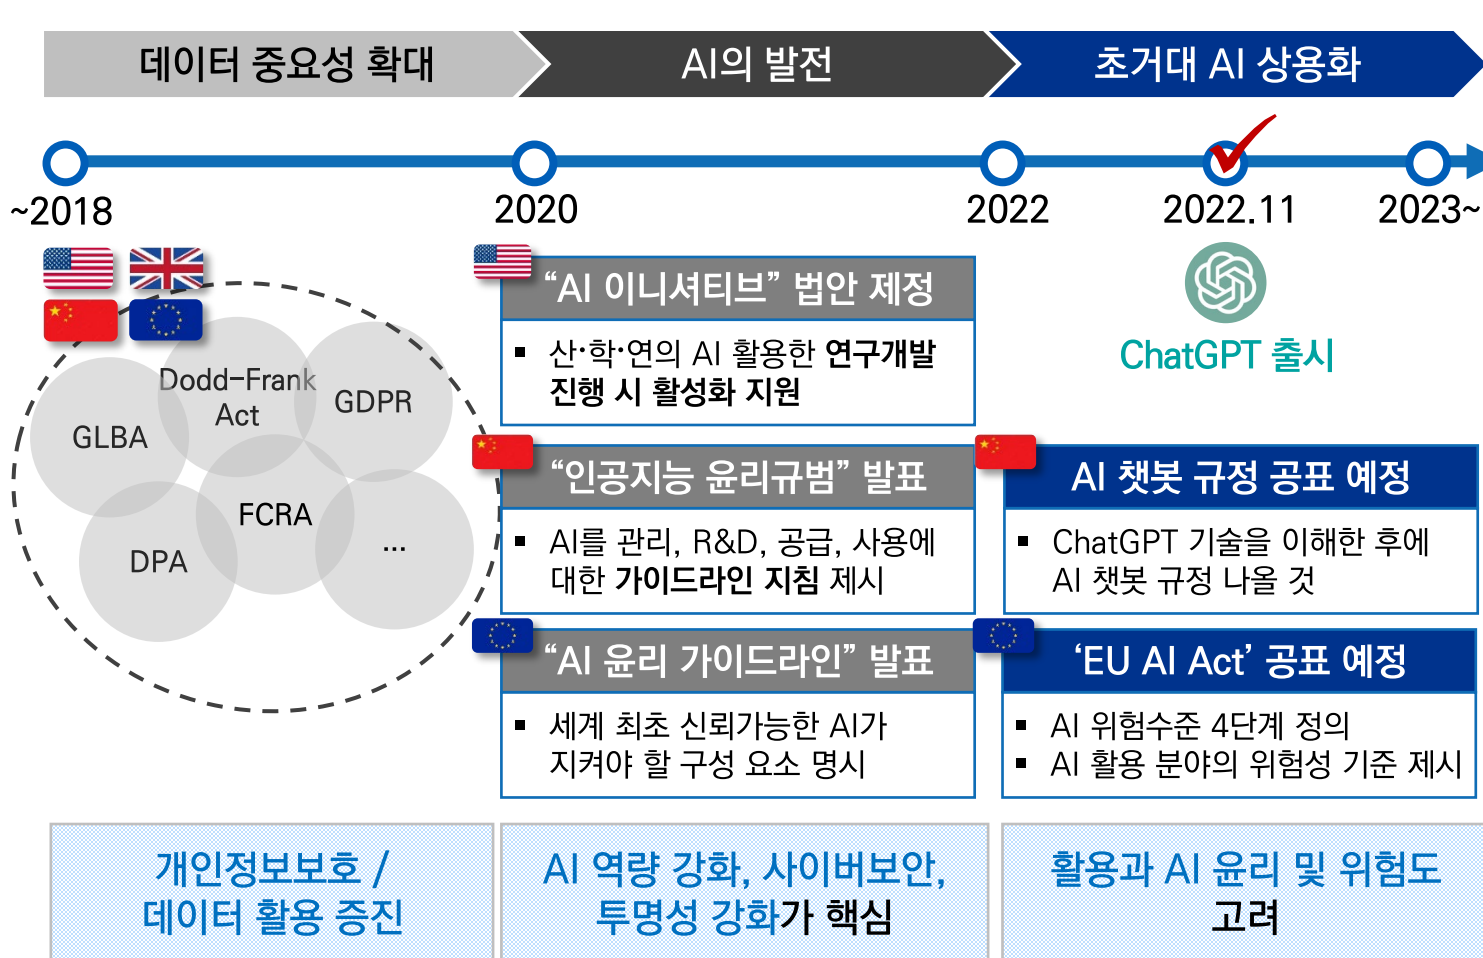 데이터 중요성 확대
AI의 발전
초거대 AI 상용화
~2018
2020
2022
2022.11
2023~
ChatGPT 출시
Dodd-Frank
Act
GDPR
GLBA
FCRA
DPA
...
“AI 이니셔티브” 법안 제정
▪ 산·학·연의 AI 활용한 연구개발
진행 시 활성화 지원
“인공지능 윤리규범” 발표
▪ AI를 관리, R&D, 공급, 사용에
대한 가이드라인 지침 제시
“AI 윤리 가이드라인” 발표
▪ 세계 최초 신뢰가능한 AI가
지켜야 할 구성 요소 명시
AI 챗봇 규정 공표 예정
▪ ChatGPT 기술을 이해한 후에
AI 챗봇 규정 나올 것
‘EU AI Act’ 공표 예정
▪ AI 위험수준 4단계 정의
▪ AI 활용 분야의 위험성 기준 제시
개인정보보호 /
데이터 활용 증진
AI 역량 강화, 사이버보안,
투명성 강화가 핵심
활용과 AI 윤리 및 위험도
고려